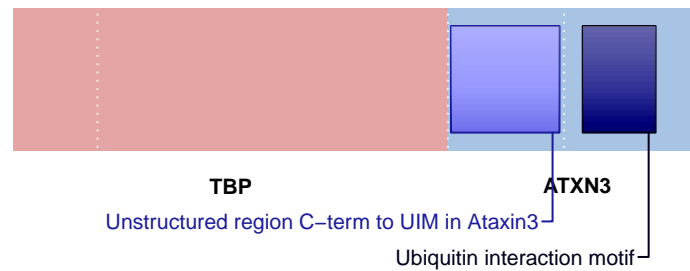 TBP ATXN3
Unstructured region C−term to UIM in Ataxin3
Ubiquitin interaction motif